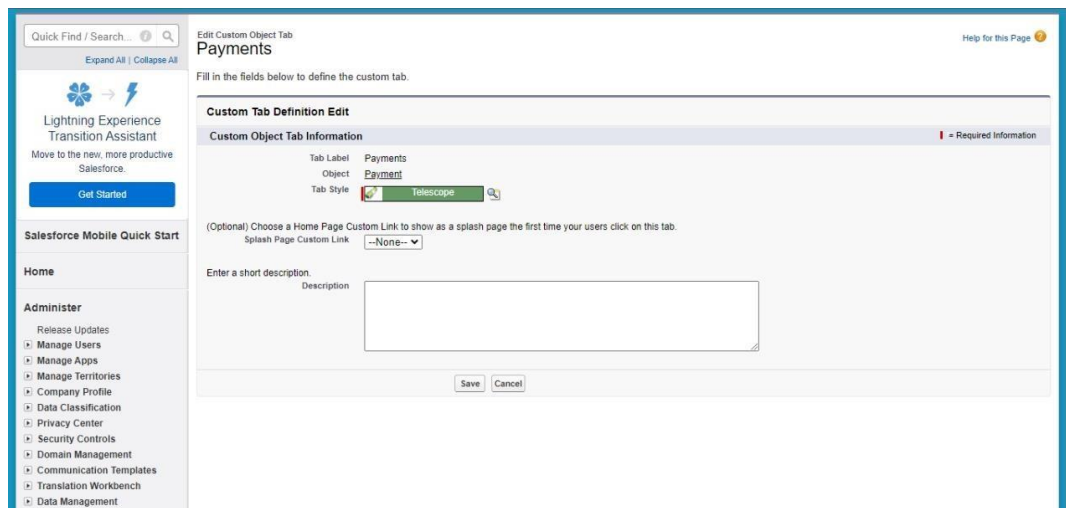 Quick Find / Search...
Expand All | Collapse All
Lightning Experience
Transition Assistant
Move to the new, more productive
Salesforce.
Get Started
Salesforce Mobile Quick Start
Home
Administer
Release Updates
Manage Users
Manage Apps
Manage Territories
Company Profile
Data Classification
Privacy Center
Security Controls
Domain Management
Communication Templates
Translation Workbench
Data Management
Edit Custom Object Tab
Payments
Help for this Page
Fill in the fields below to define the custom tab.
Custom Tab Definition Edit
Custom Object Tab Information
= Required Information
Tab Label Payments
Object Payment
Tab Style Telescope
(Optional) Choose a Home Page Custom Link to show as a splash page the first time your users click on this tab.
Splash Page Custom Link --None--
Enter a short description.
Description
Save Cancel